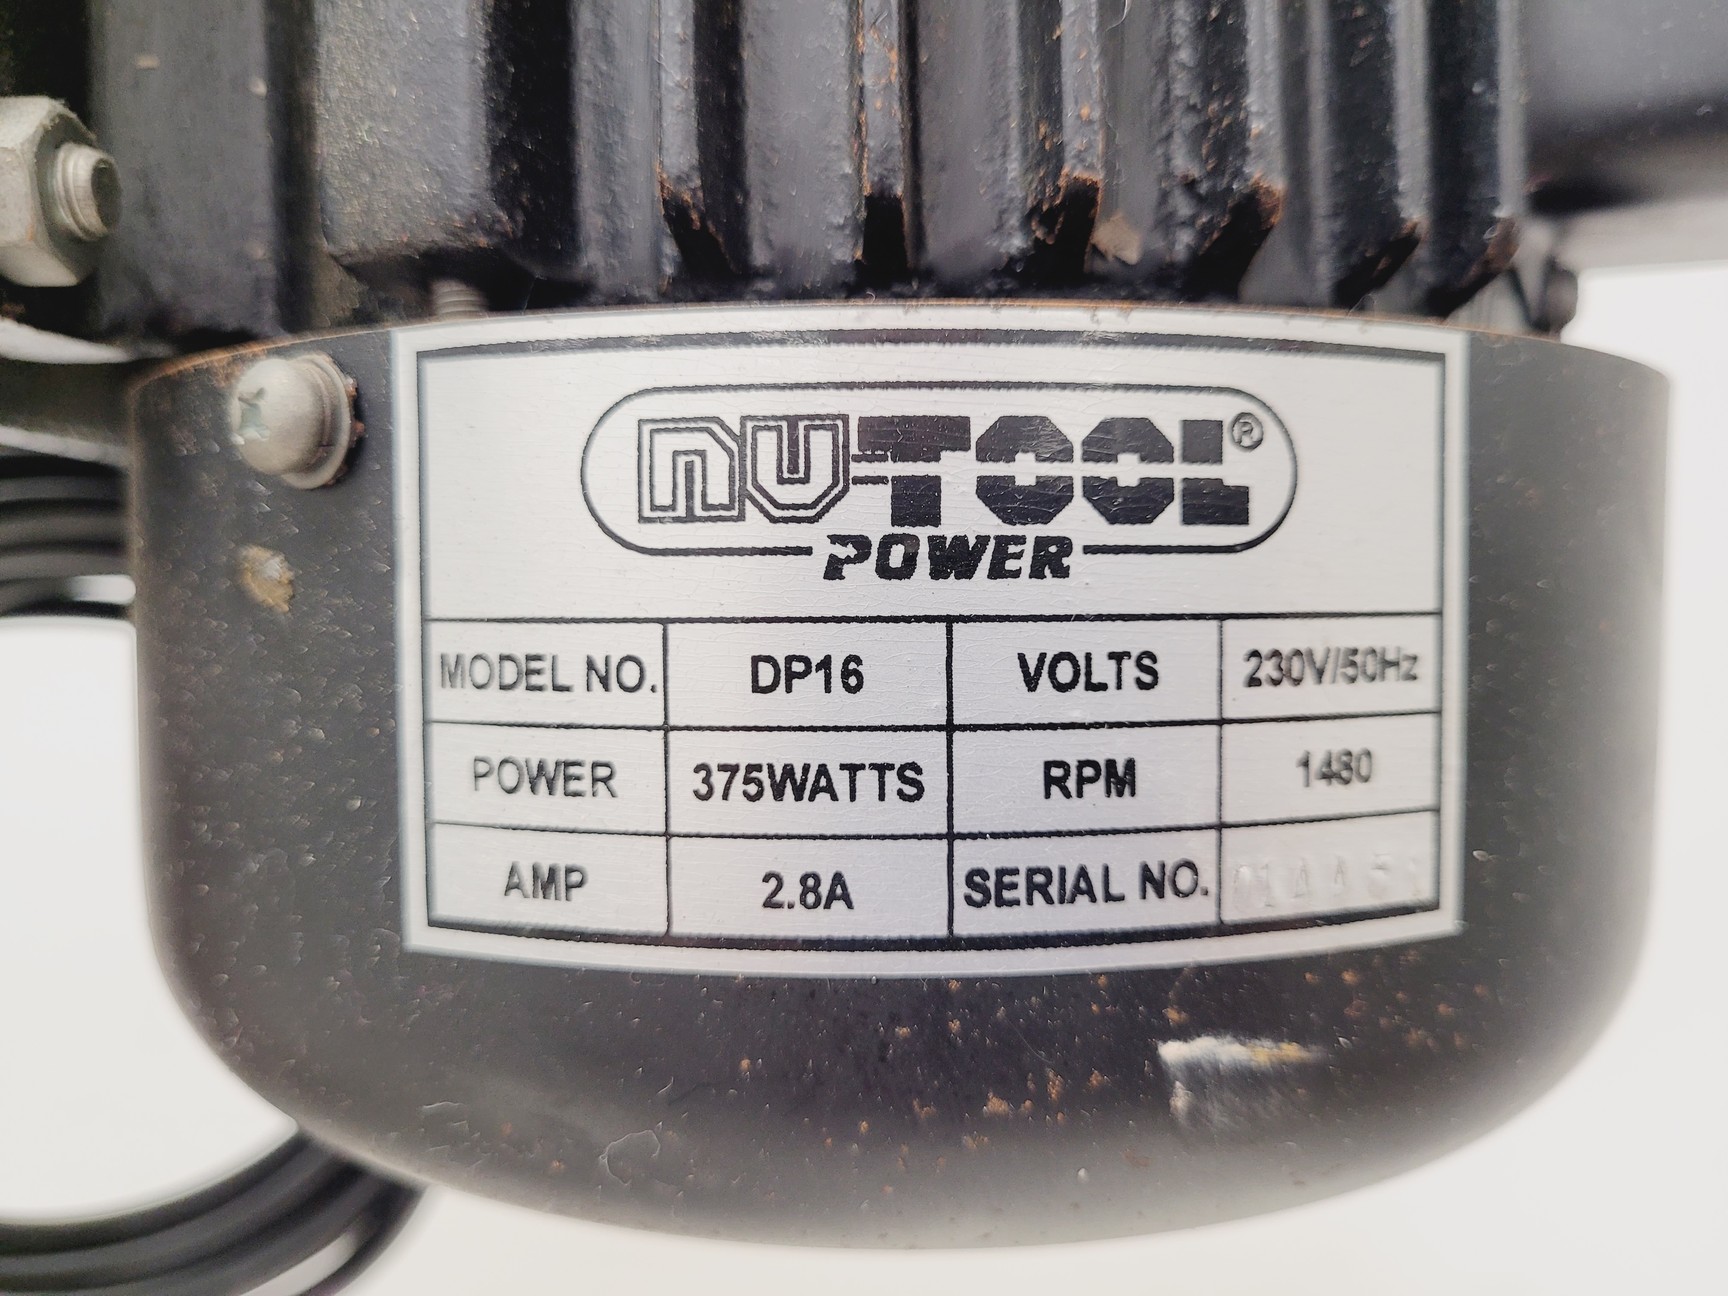 NUTOOL®
POWER
MODEL NO. DP16 VOLTS 230V/50Hz
POWER 375WATTS RPM 1480
AMP 2.8A SERIAL NO.